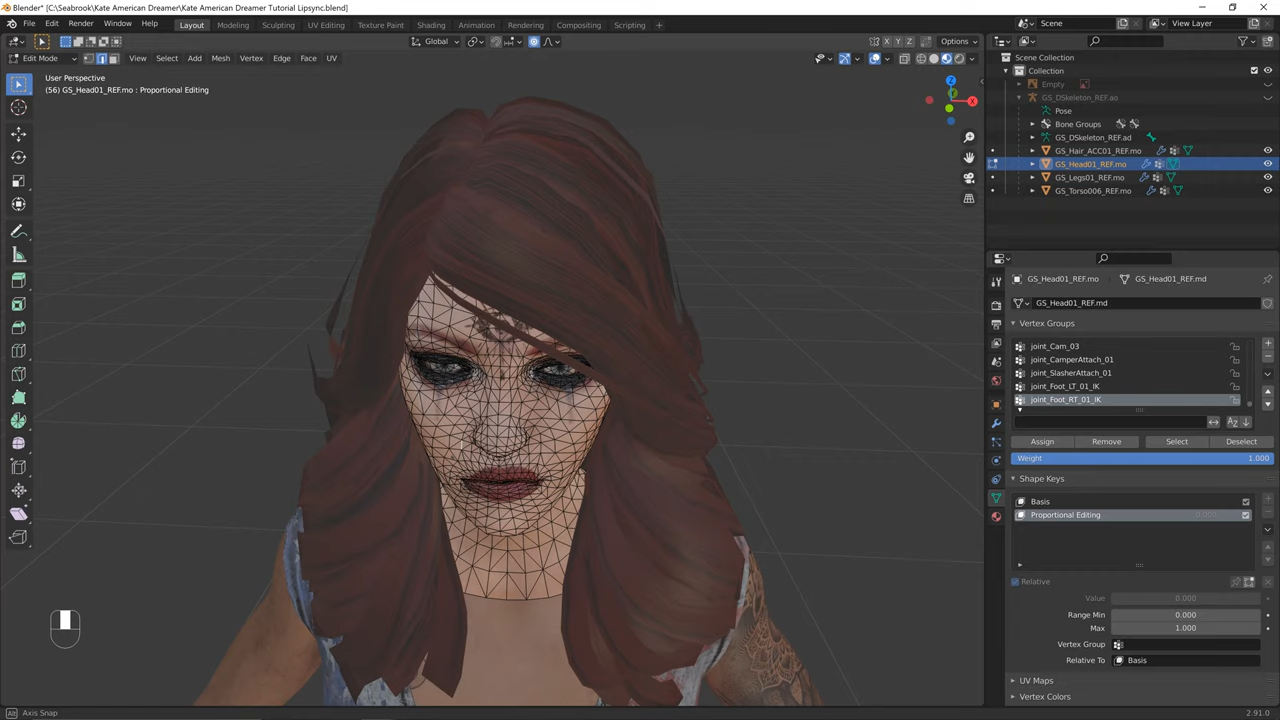 Blender* [C:\Seabrook\Kate American Dreamer\Kate American Dreamer Tutorial Lipsync.blend]
File Edit Render Window Help Layout Modeling Sculpting UV Editing Texture Paint Shading Animation Rendering Compositing Scripting Scene View Layer
Global Options
Edit Mode View Select Add Mesh Vertex Edge Face UV
User Perspective
(56) GS_Head01_REF.mo : Proportional Editing
Z
X
Scene Collection
Collection
Empty
GS_DSkeleton_REF.ao
Pose
Bone Groups
GS_DSkeleton_REF.ad
GS_Hair_ACC01_REF.mo
GS_Head01_REF.mo
GS_Legs01_REF.mo
GS_Torso006_REF.mo
GS_Head01_REF.mo GS_Head01_REF.md
GS_Head01_REF.md
Vertex Groups
joint_Cam_03
joint_CamperAttach_01
joint_SlasherAttach_01
joint_Foot_LT_01_IK
joint_Foot_RT_01_IK
Assign Remove Select Deselect
Weight 1.000
Shape Keys
Basis
Proportional Editing 0.000
Relative
Value 0.000
Range Min 0.000
Max 1.000
Vertex Group
Relative To Basis
UV Maps
Vertex Colors
Axis Snap 2.91.0